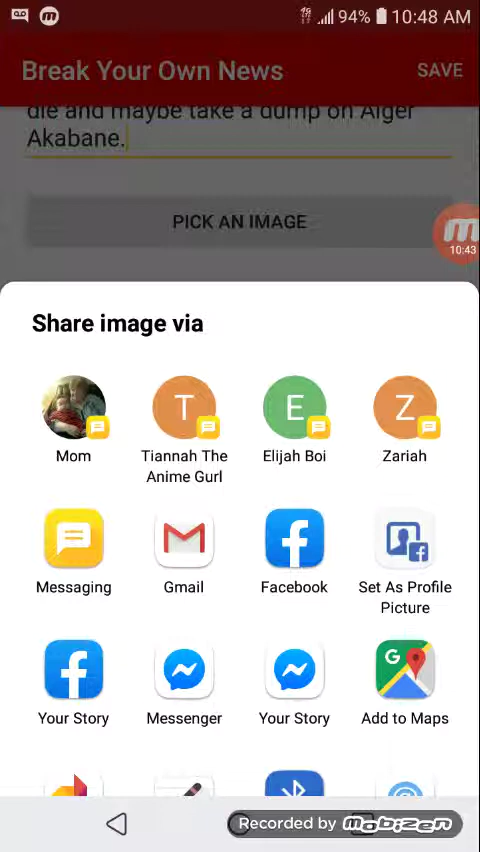 94% 10:48 AM
Break Your Own News SAVE
die and maybe take a dump on Alger
Akabane.
PICK AN IMAGE
10:43
Share image via
T E Z
Mom Tiannah The Elijah Boi Zariah
Anime Gurl
Messaging Gmail Facebook Set As Profile
Picture
Your Story Messenger Your Story Add to Maps
Recorded by Mobizen